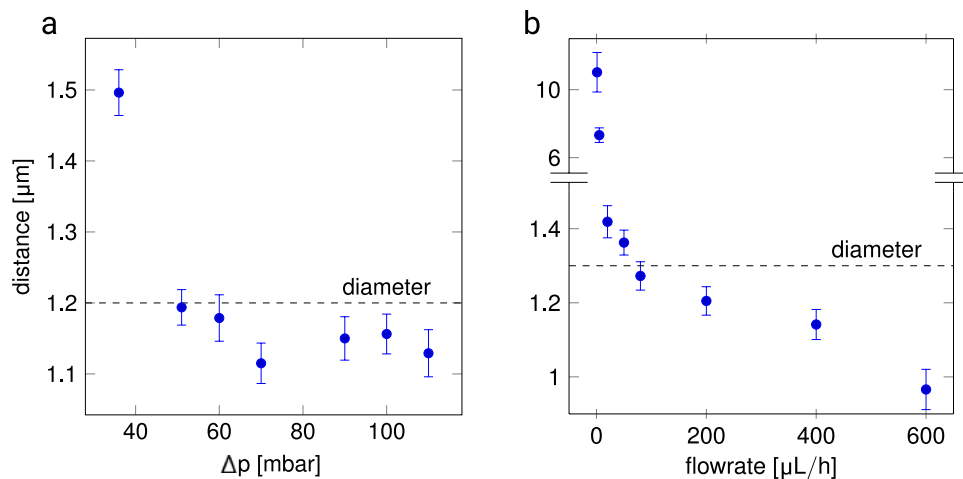 a
1.5
1.4
1.3
1.2
1.1
distance [µm]
diameter
40
60
80
100
Δp [mbar]
b
10
6
1.4
1.2
1
diameter
0
200
400
600
flowrate [µL/h]